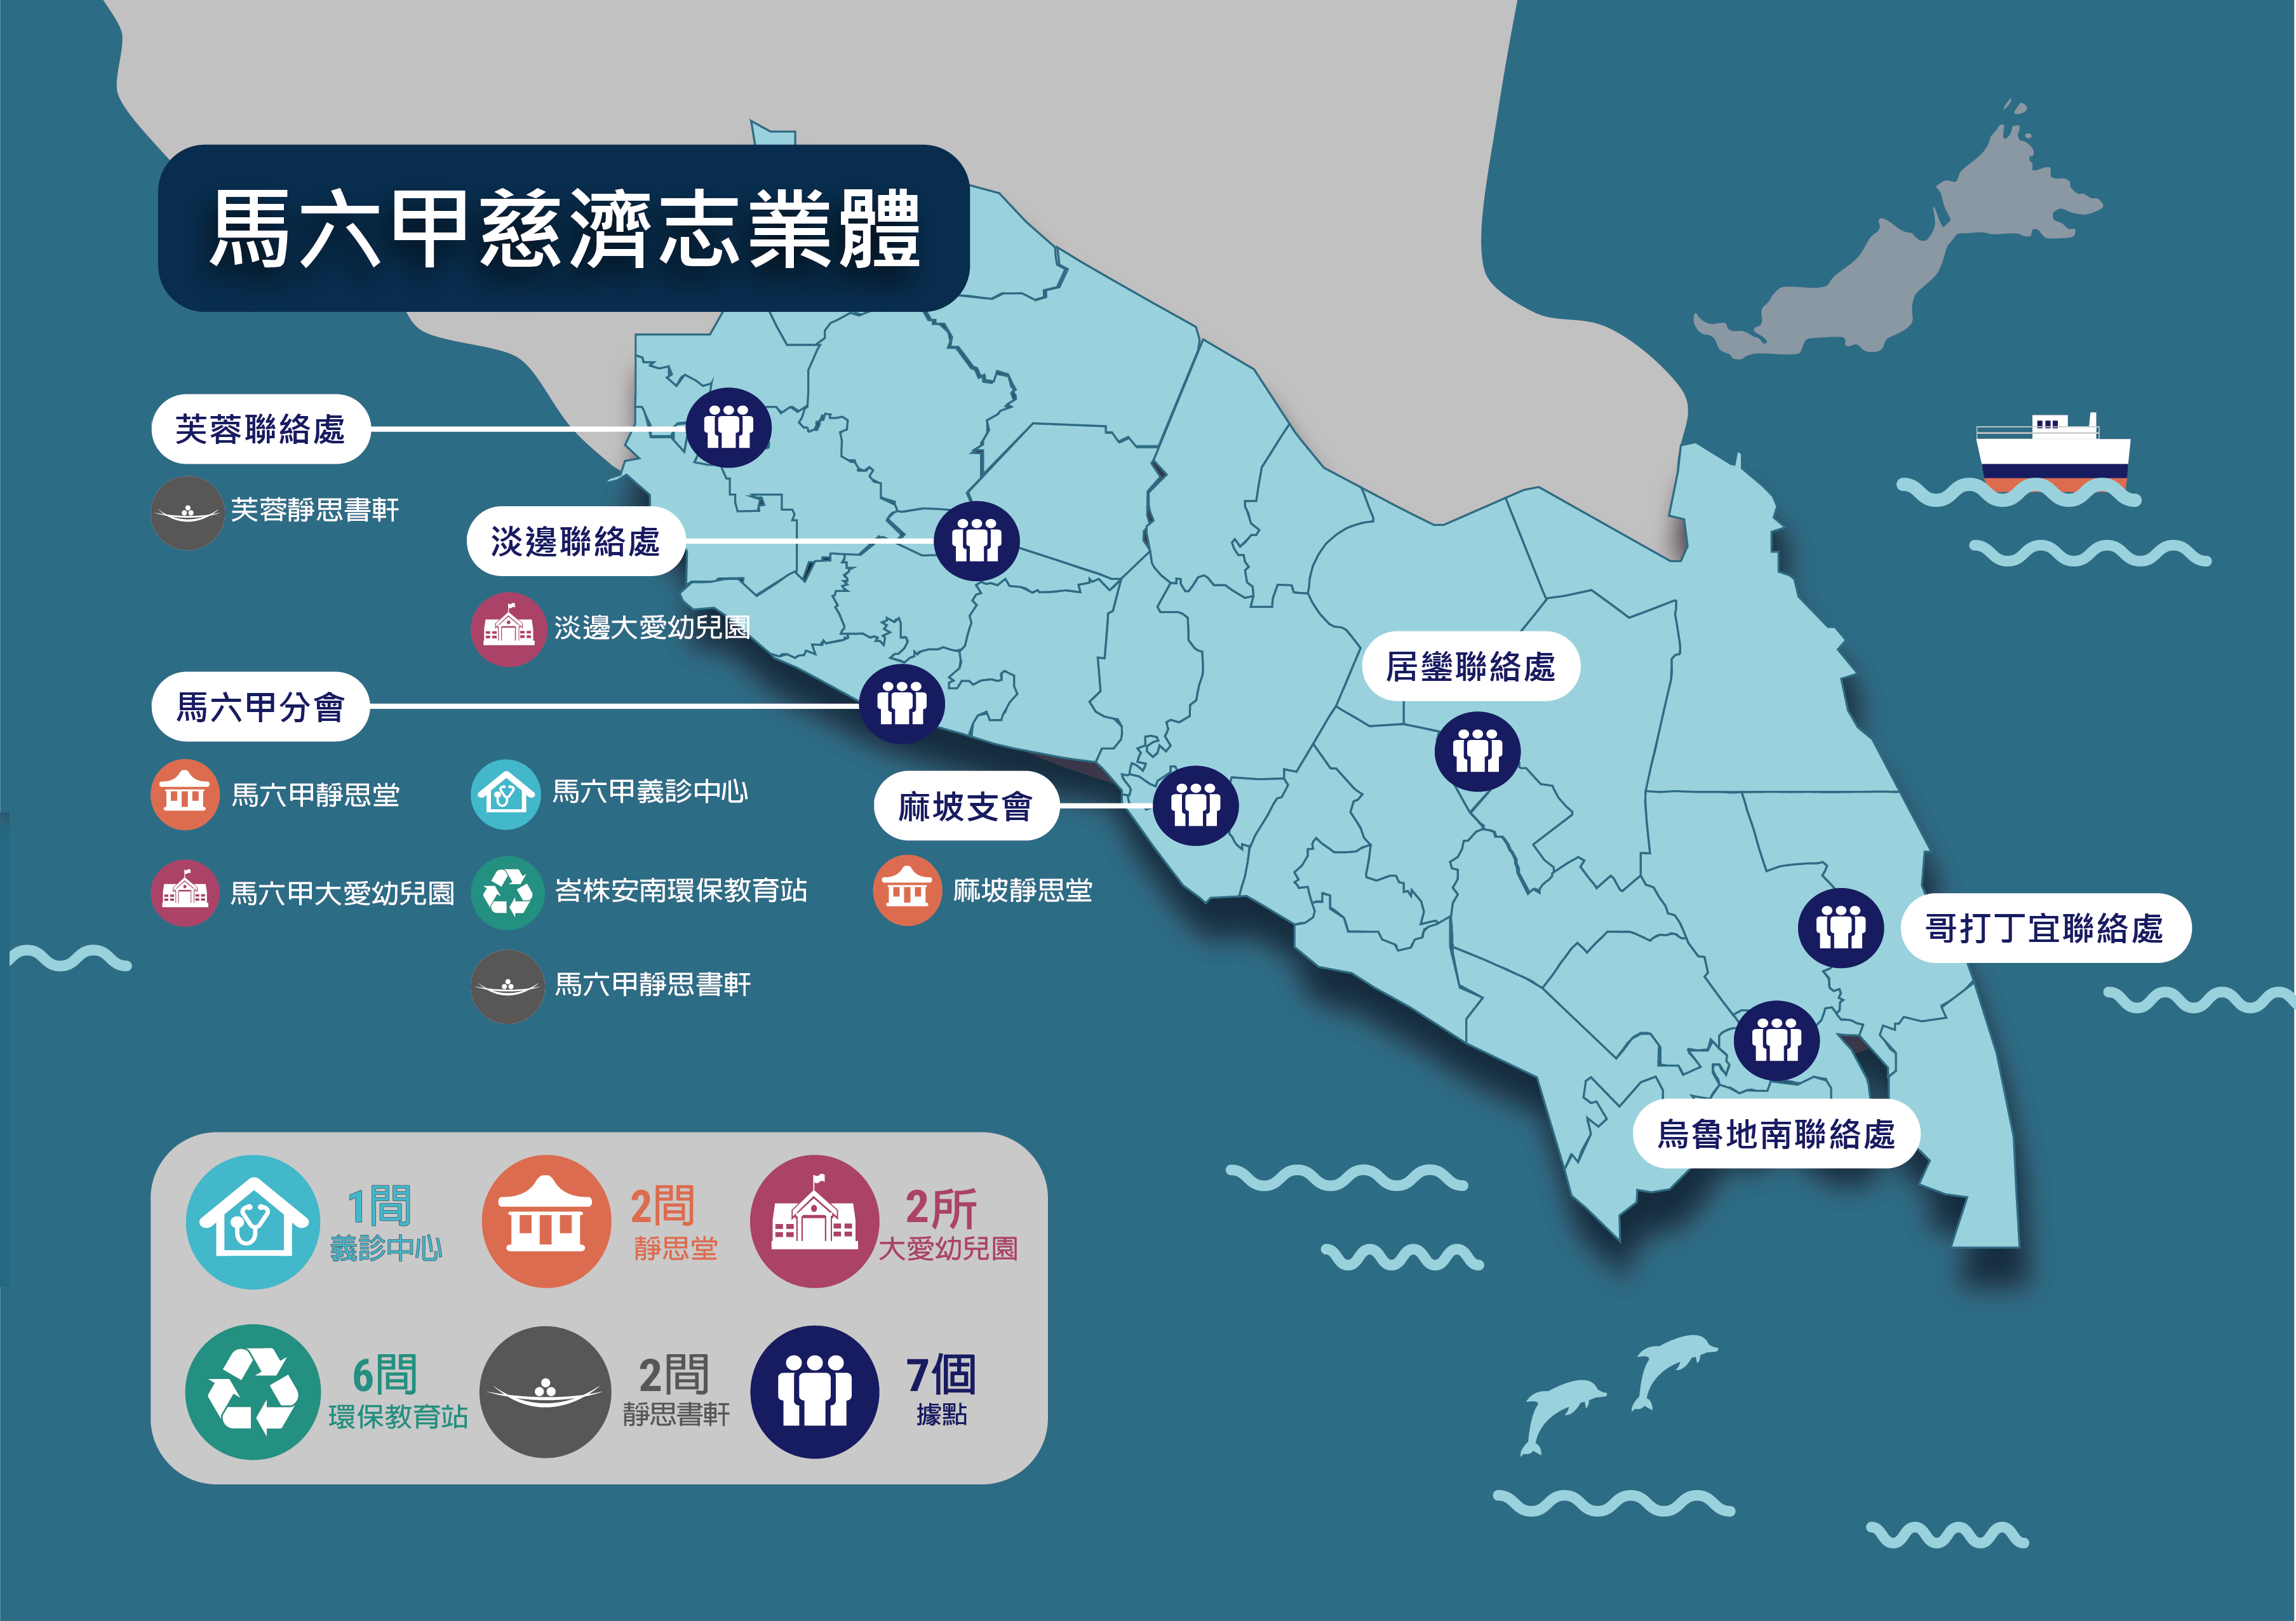 馬六甲慈濟志業體
芙蓉聯絡處
芙蓉靜思書軒
淡邊聯絡處
淡邊大愛幼兒園
馬六甲分會
馬六甲靜思堂
馬六甲義診中心
馬六甲大愛幼兒園
峇株安南環保教育站
馬六甲靜思書軒
麻坡支會
麻坡靜思堂
居鑾聯絡處
哥打丁宜聯絡處
烏魯地南聯絡處
1間
義診中心
2間
靜思堂
2所
大愛幼兒園
6間
環保教育站
2間
靜思書軒
7個
據點